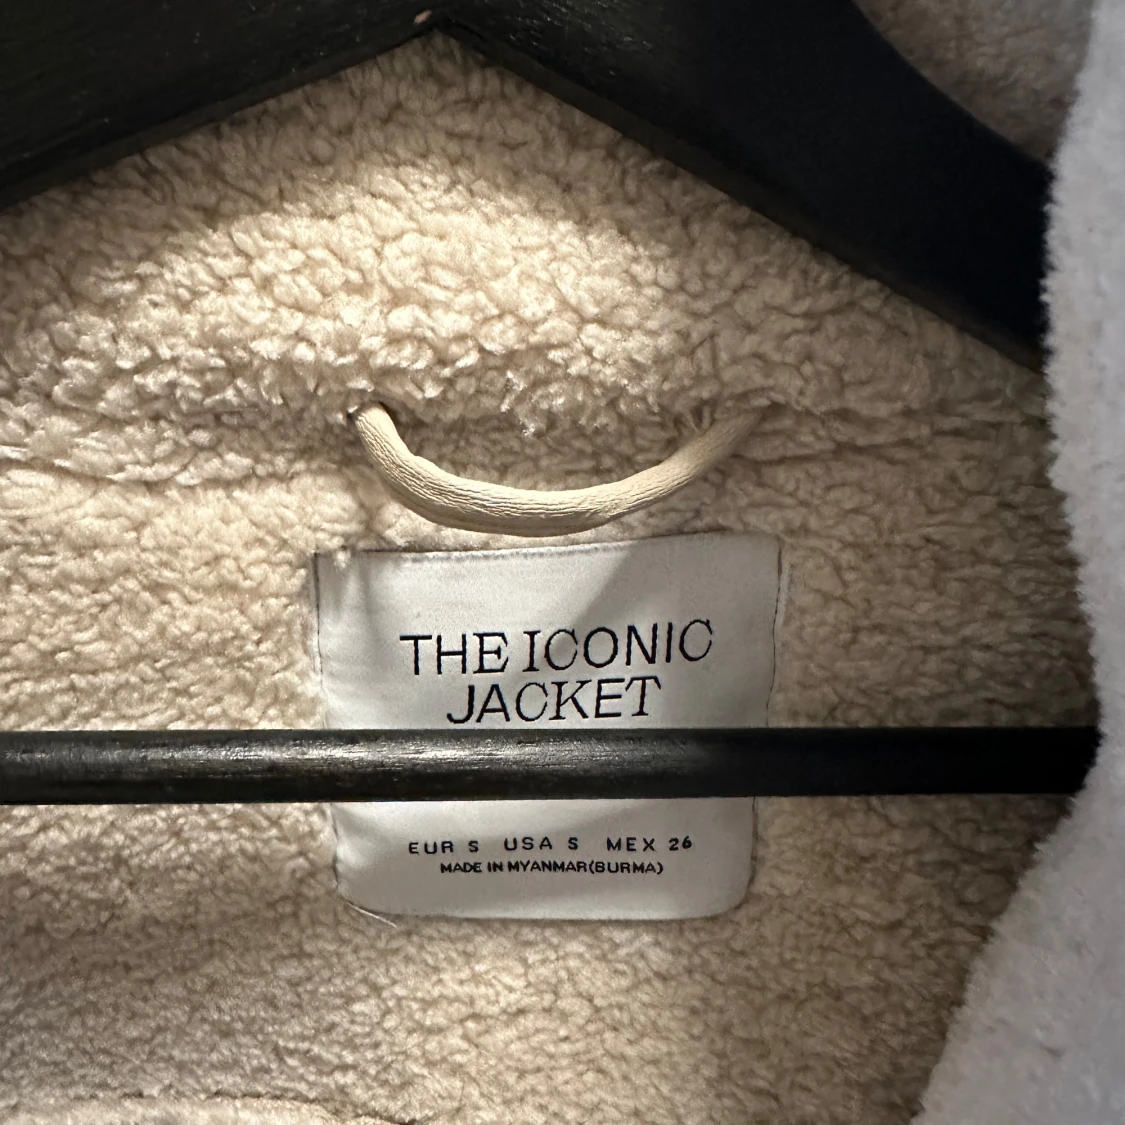 THE ICONIC
JACKET
EUR S USA S MEX 26
MADE IN MYANMAR(BURMA)